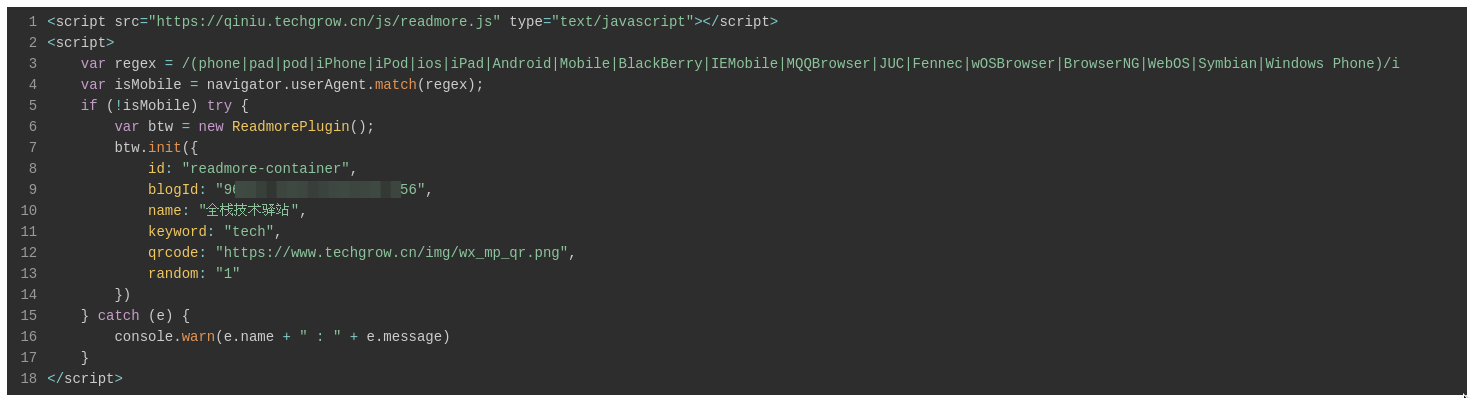 1 <script src="https://qiniu.techgrow.cn/js/readmore.js" type="text/javascript"></script>
2 <script>
3     var regex = /(phone|pad|pod|iPhone|iPod|ios|iPad|Android|Mobile|BlackBerry|IEMobile|MQQBrowser|JUC|Fennec|wOSBrowser|BrowserNG|WebOS|Symbian|Windows Phone)/i
4     var isMobile = navigator.userAgent.match(regex);
5     if (!isMobile) try {
6         var btw = new ReadmorePlugin();
7         btw.init({
8             id: "readmore-container",
9             blogId: "96 56",
10             name: "全栈技术驿站",
11             keyword: "tech",
12             qrcode: "https://www.techgrow.cn/img/wx_mp_qr.png",
13             random: "1"
14         })
15     } catch (e) {
16         console.warn(e.name + " : " + e.message)
17     }
18 </script>